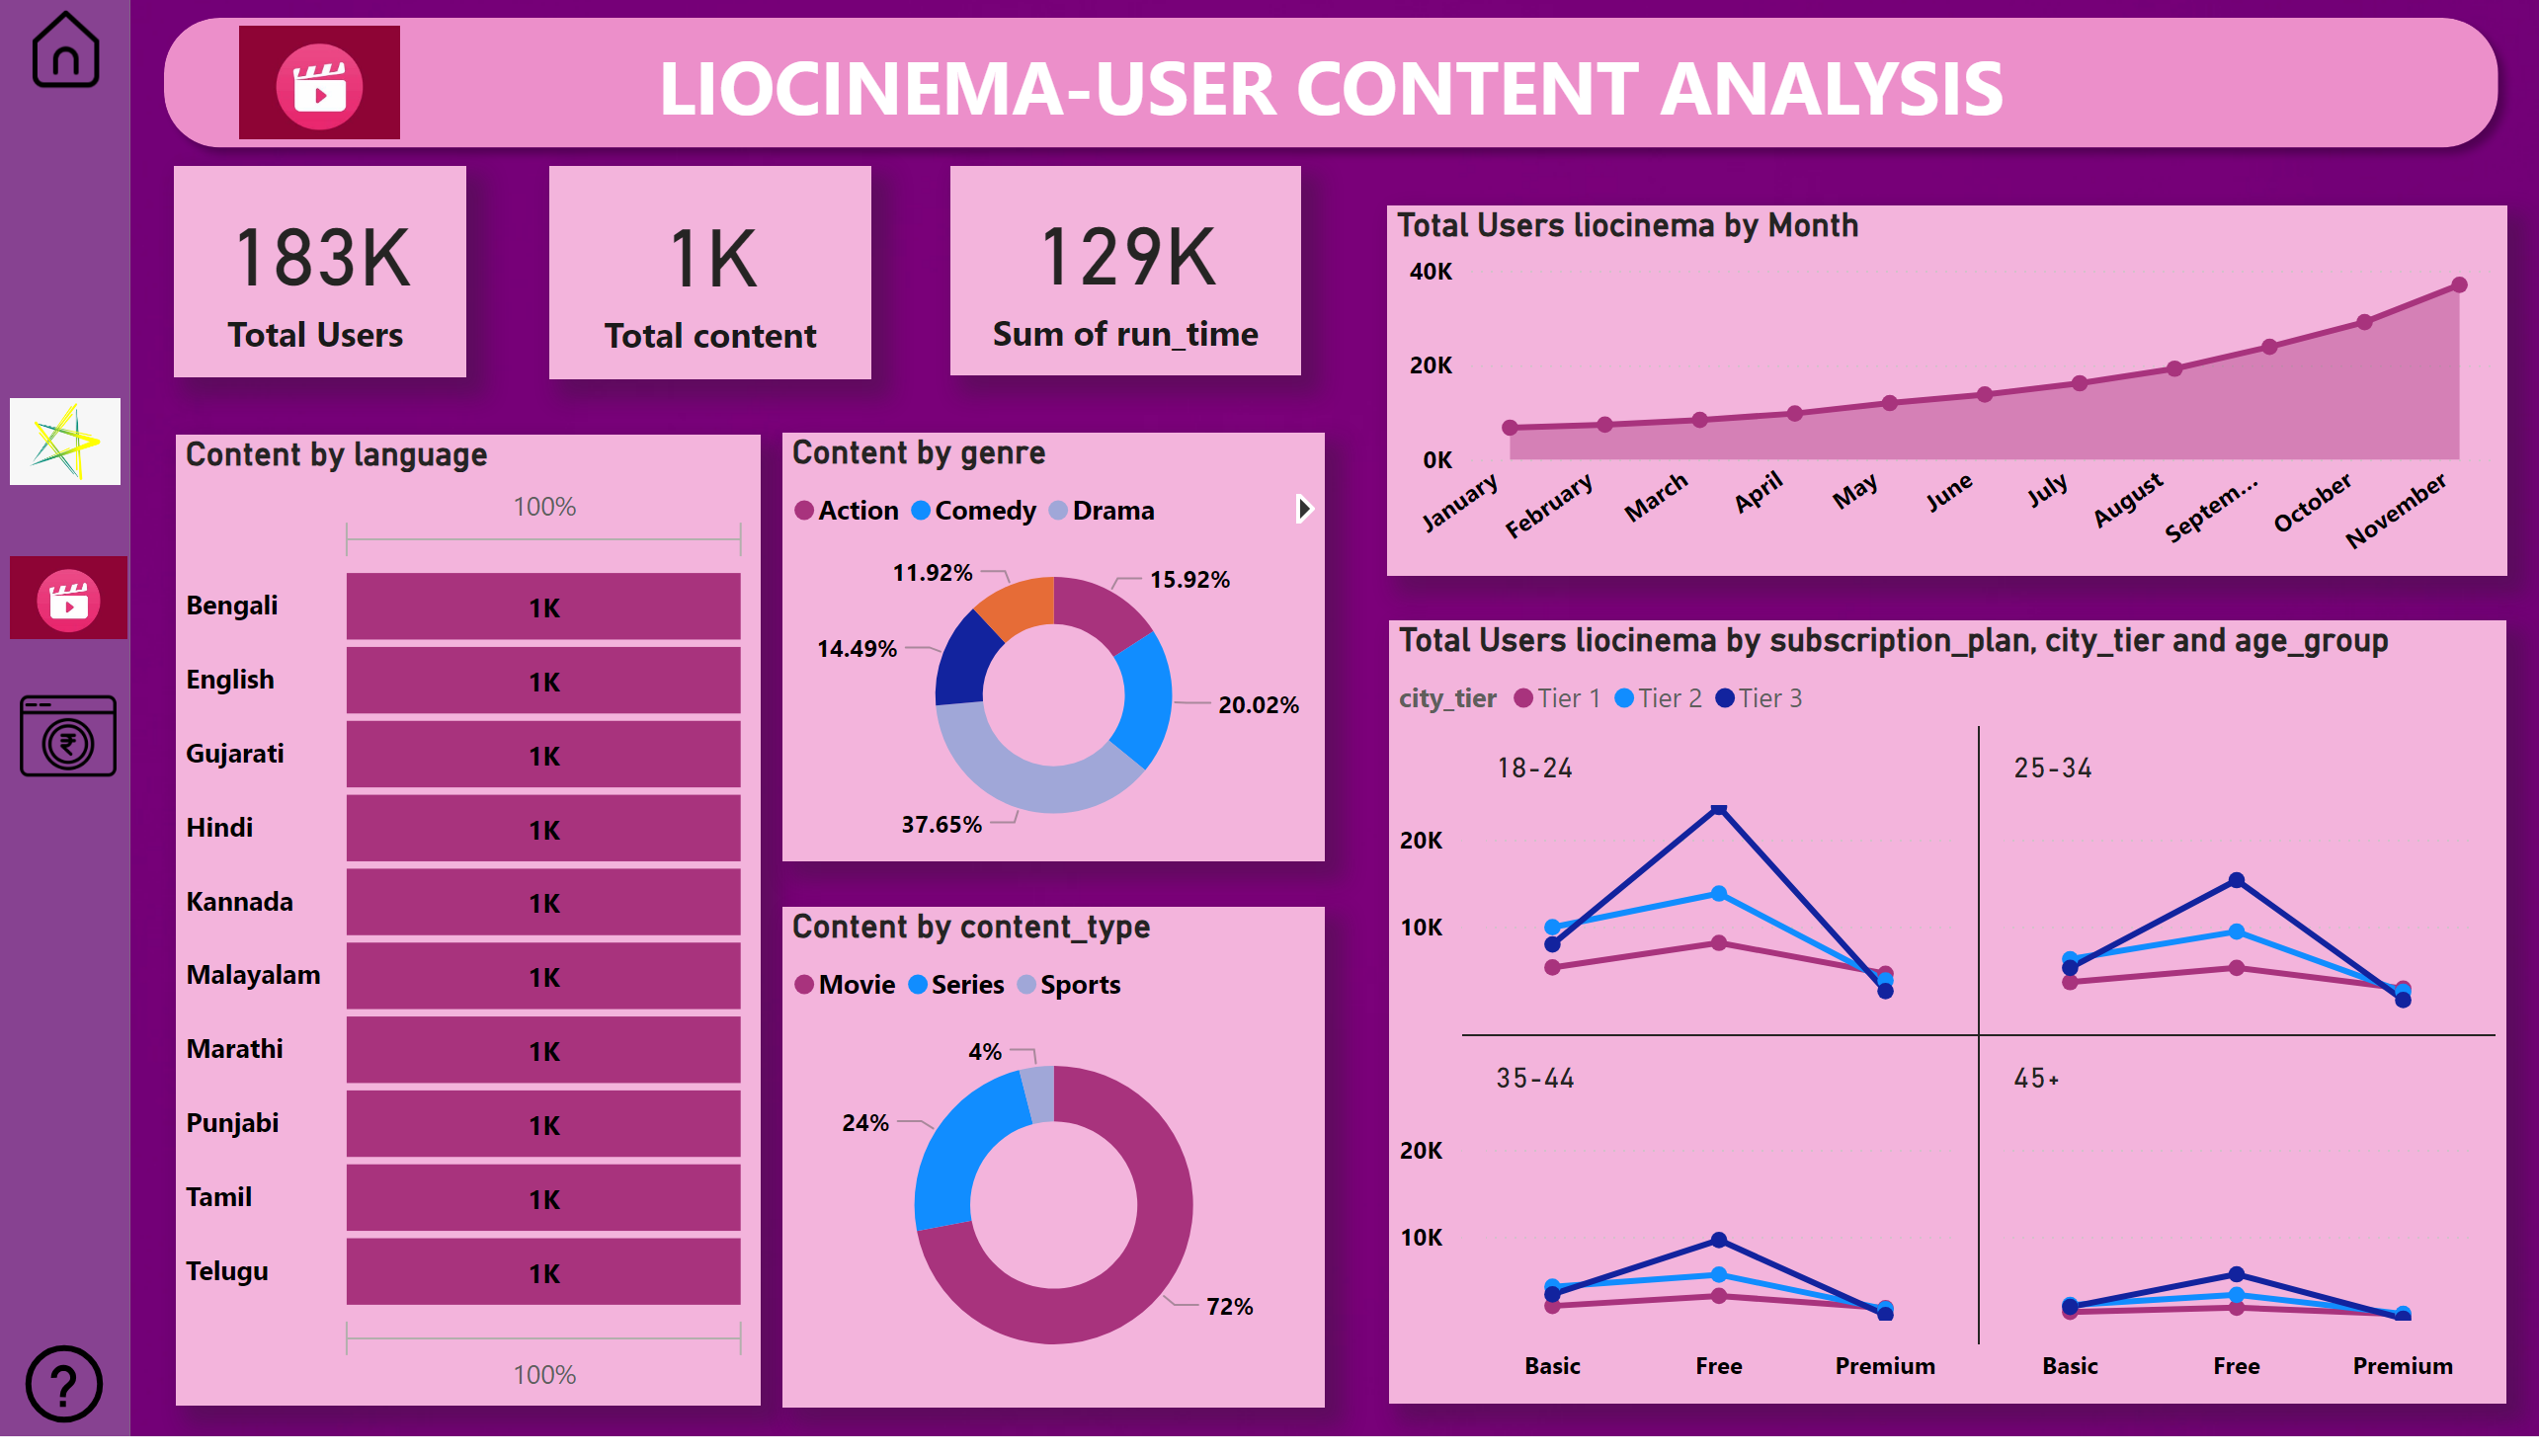 LIOCINEMA-USER CONTENT ANALYSIS
183K
Total Users
1K
Total content
129K
Sum of run_time
Total Users liocinema by Month
40K
20K
0K
January
February
March
April
May
June
July
August
Septem...
October
November
Content by language
100%
Bengali 1K
English 1K
Gujarati 1K
Hindi 1K
Kannada 1K
Malayalam 1K
Marathi 1K
Punjabi 1K
Tamil 1K
Telugu 1K
100%
Content by genre
Action Comedy Drama
11.92%
15.92%
14.49%
20.02%
37.65%
Content by content_type
Movie Series Sports
4%
24%
72%
Total Users liocinema by subscription_plan, city_tier and age_group
city_tier Tier 1 Tier 2 Tier 3
18-24
25-34
20K
10K
35-44
45+
20K
10K
Basic Free Premium Basic Free Premium
₹
?